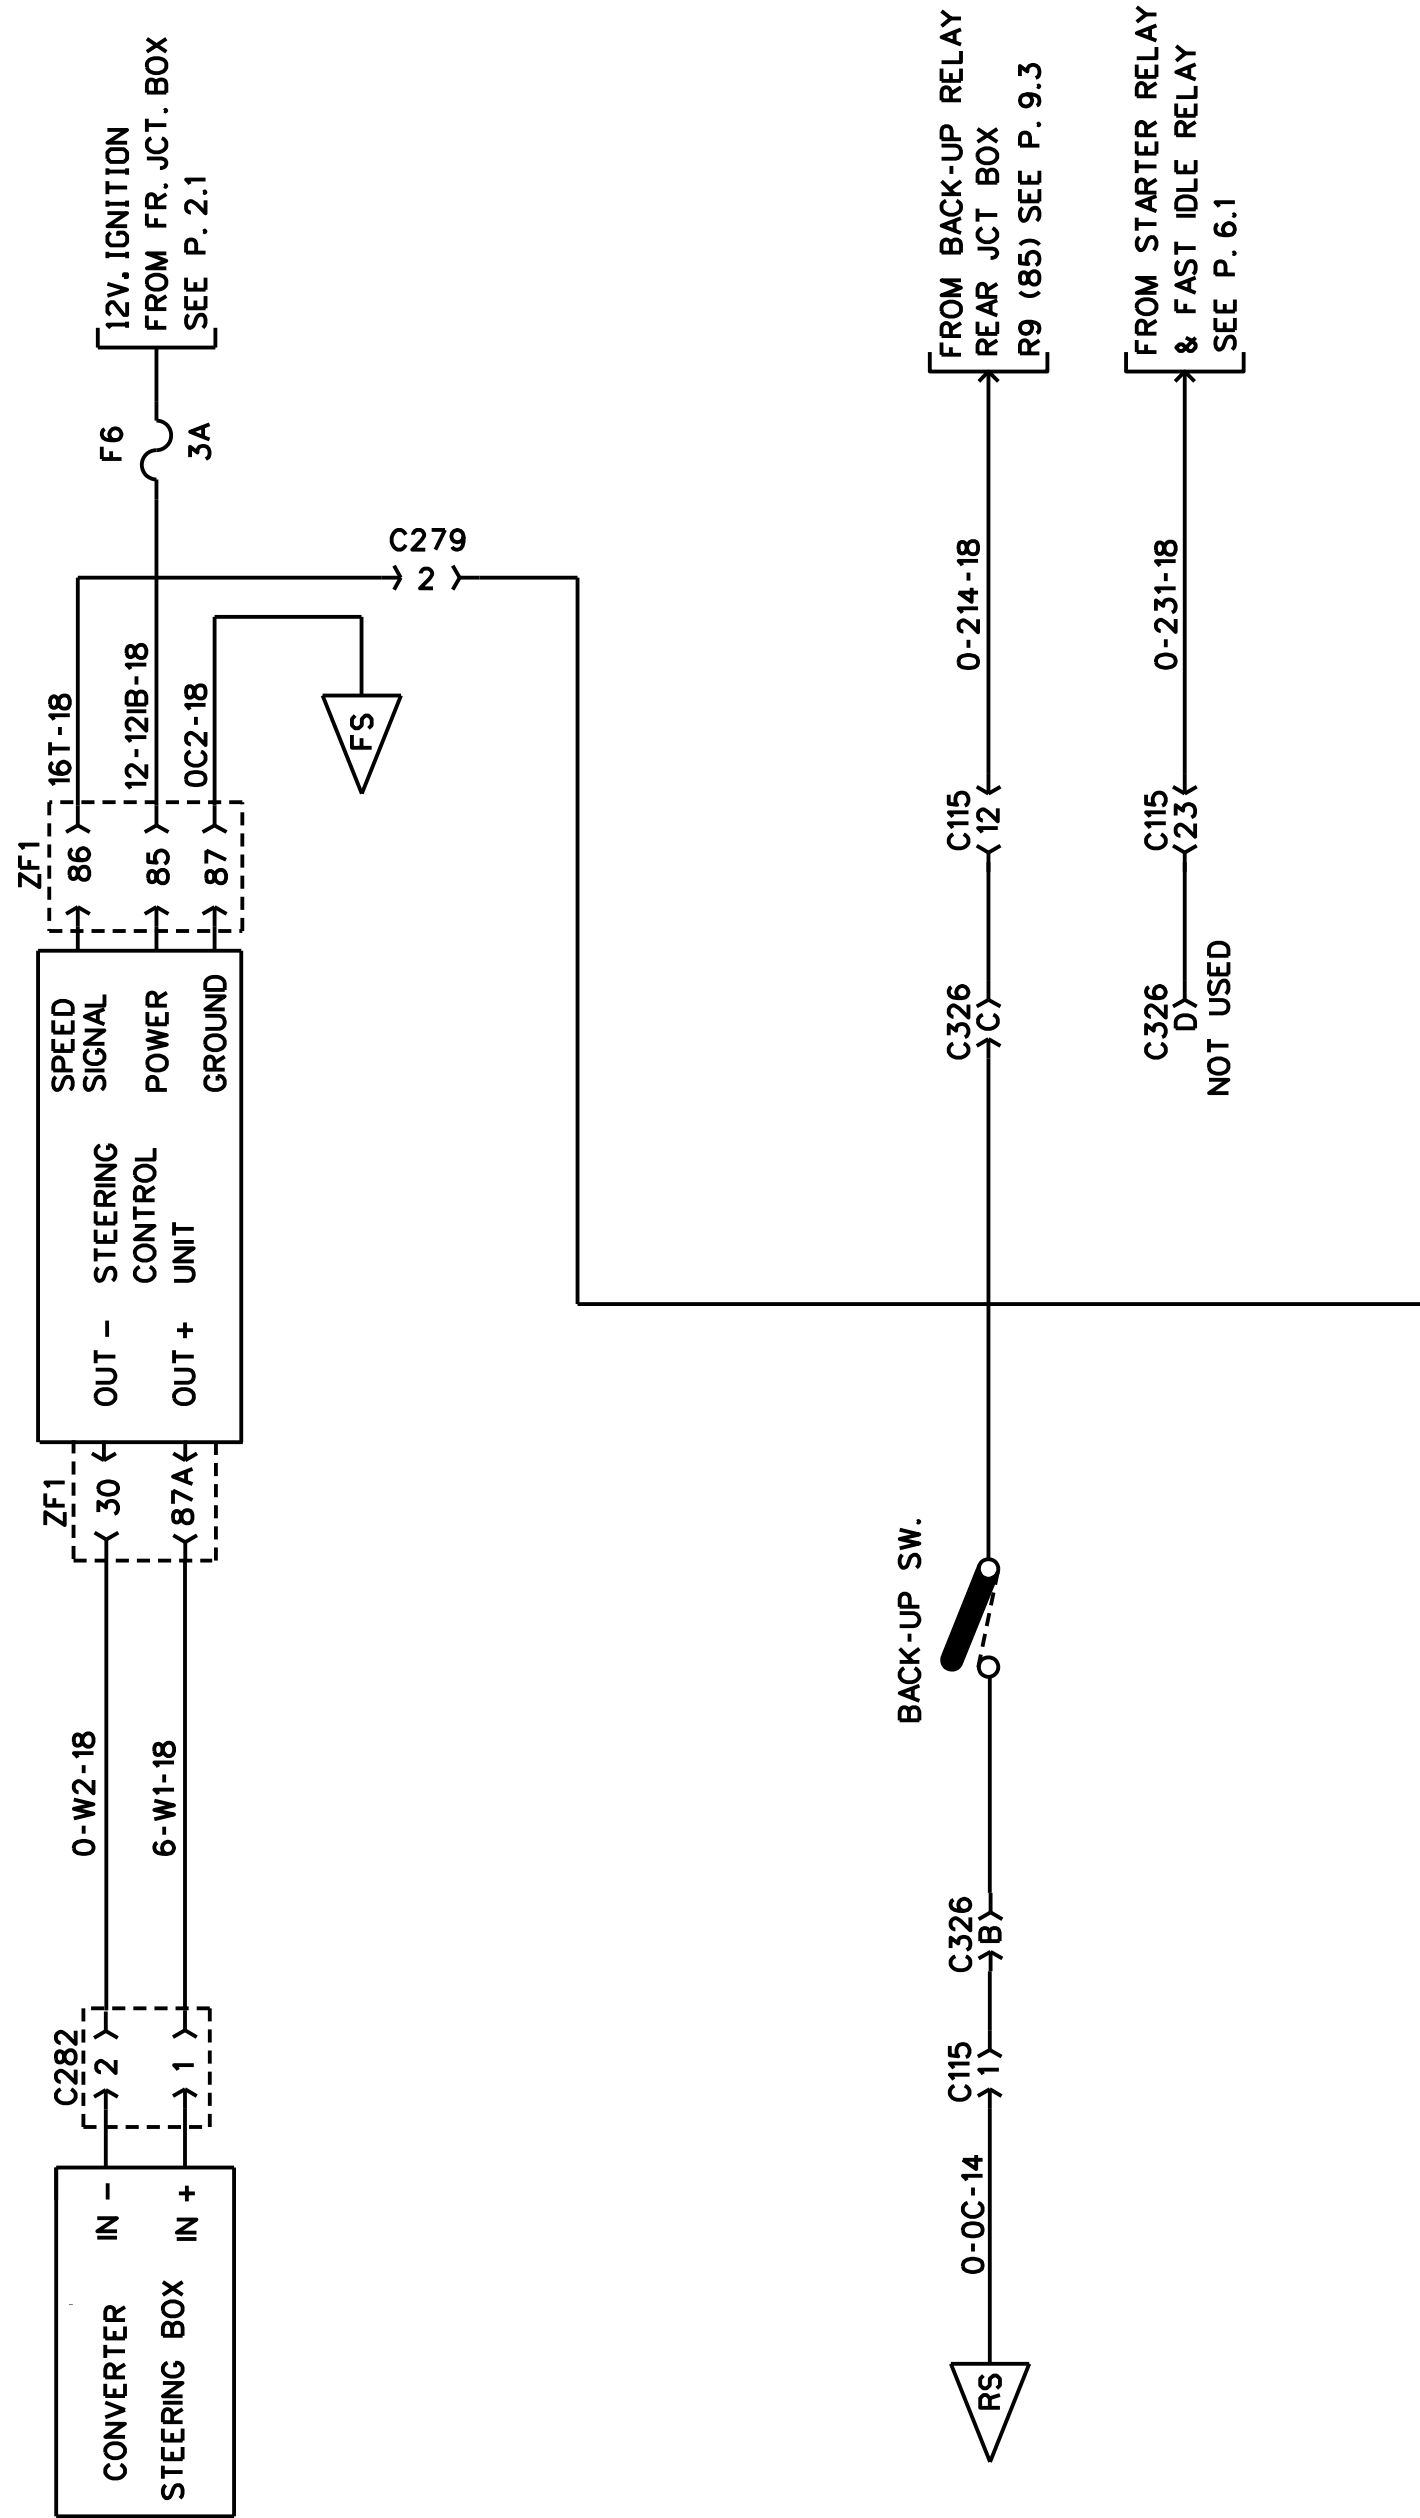 12V. IGNITION
FROM FR. JCT. BOX
SEE P. 2.1
F6
3A
C279
2
16T-18
12-12IB-18
0C2-18
FS
ZF1
86
85
87
SPEED
SIGNAL
POWER
GROUND
STEERING
CONTROL
UNIT
OUT -
OUT +
ZF1
30
87A
0-W2-18
6-W1-18
C282
2
1
IN -
IN +
CONVERTER
STEERING BOX
FROM BACK-UP RELAY
REAR JCT BOX
R9 (85) SEE P. 9.3
0-214-18
C115
12
C326
C
BACK-UP SW.
C326
B
C115
1
0-0C-14
RS
FROM STARTER RELAY
& FAST IDLE RELAY
SEE P. 6.1
0-231-18
C115
23
C326
D
NOT USED